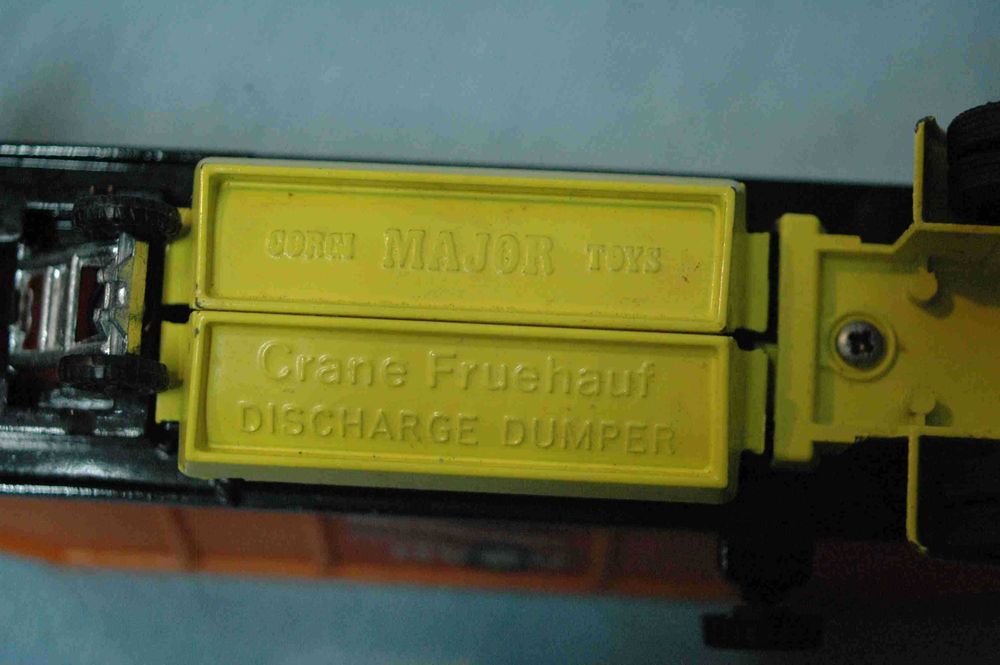 CORGI MAJOR TOYS
Crane Fruehauf
DISCHARGE DUMPER